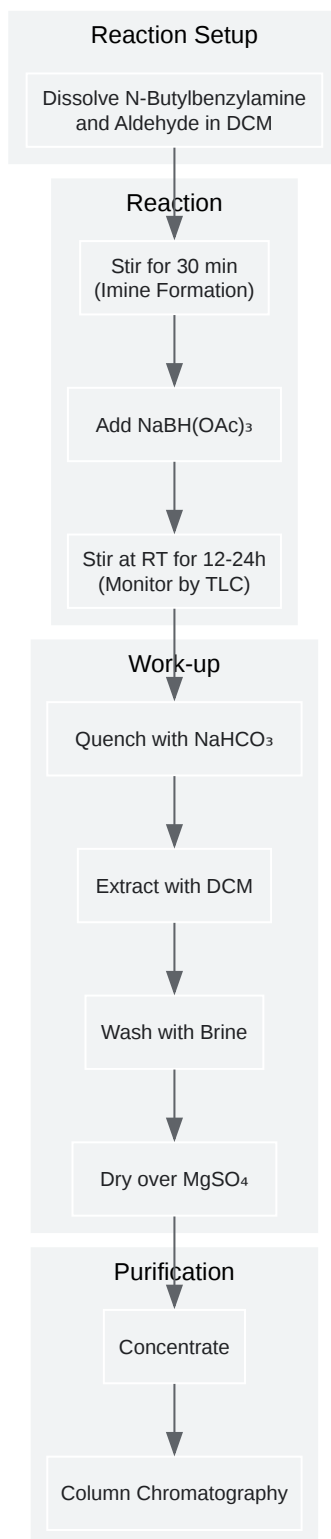 Reaction Setup
Dissolve N-Butylbenzylamine
and Aldehyde in DCM
Reaction
Stir for 30 min
(Imine Formation)
Add NaBH(OAc)₃
Stir at RT for 12-24h
(Monitor by TLC)
Work-up
Quench with NaHCO₃
Extract with DCM
Wash with Brine
Dry over MgSO₄
Purification
Concentrate
Column Chromatography